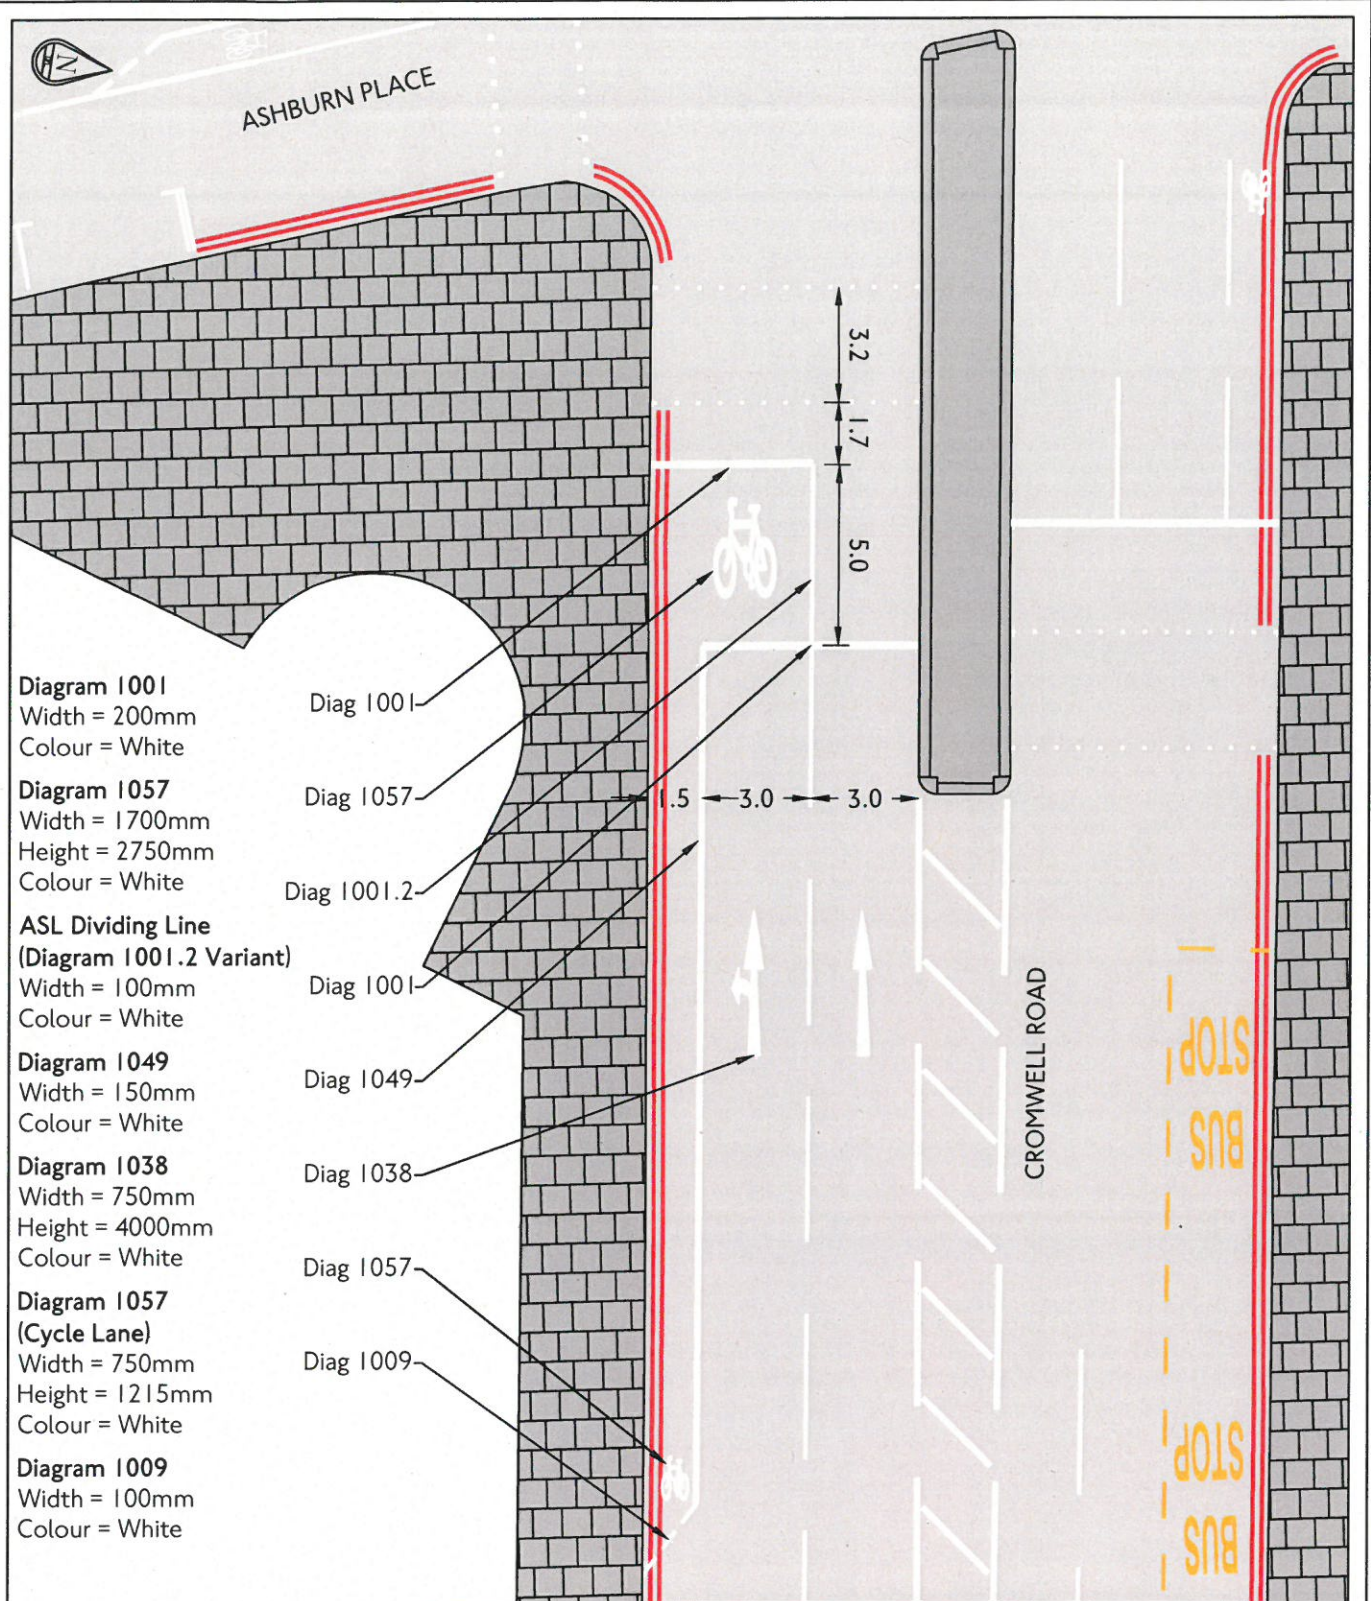 N
ASHBURN PLACE
3.2
1.7
5.0
1.5
3.0
3.0
Diagram 1001
Width = 200mm
Colour = White
Diagram 1057
Width = 1700mm
Height = 2750mm
Colour = White
ASL Dividing Line
(Diagram 1001.2 Variant)
Width = 100mm
Colour = White
Diagram 1049
Width = 150mm
Colour = White
Diagram 1038
Width = 750mm
Height = 4000mm
Colour = White
Diagram 1057
(Cycle Lane)
Width = 750mm
Height = 1215mm
Colour = White
Diagram 1009
Width = 100mm
Colour = White
Diag 1001
Diag 1057
Diag 1001.2
Diag 1001
Diag 1049
Diag 1038
Diag 1057
Diag 1009
CROMWELL ROAD
BUS
STOP
BUS
STOP